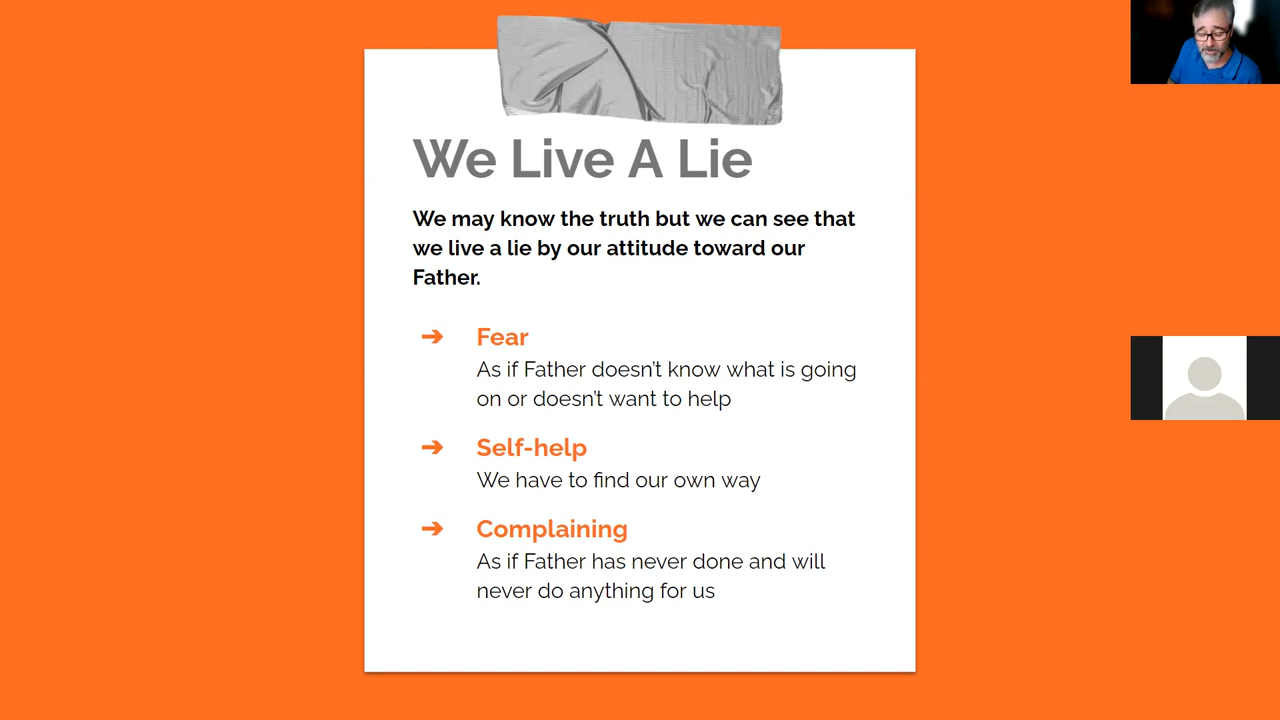 We Live A Lie
We may know the truth but we can see that
we live a lie by our attitude toward our
Father.
➔ Fear
As if Father doesn’t know what is going
on or doesn’t want to help
➔ Self-help
We have to find our own way
➔ Complaining
As if Father has never done and will
never do anything for us